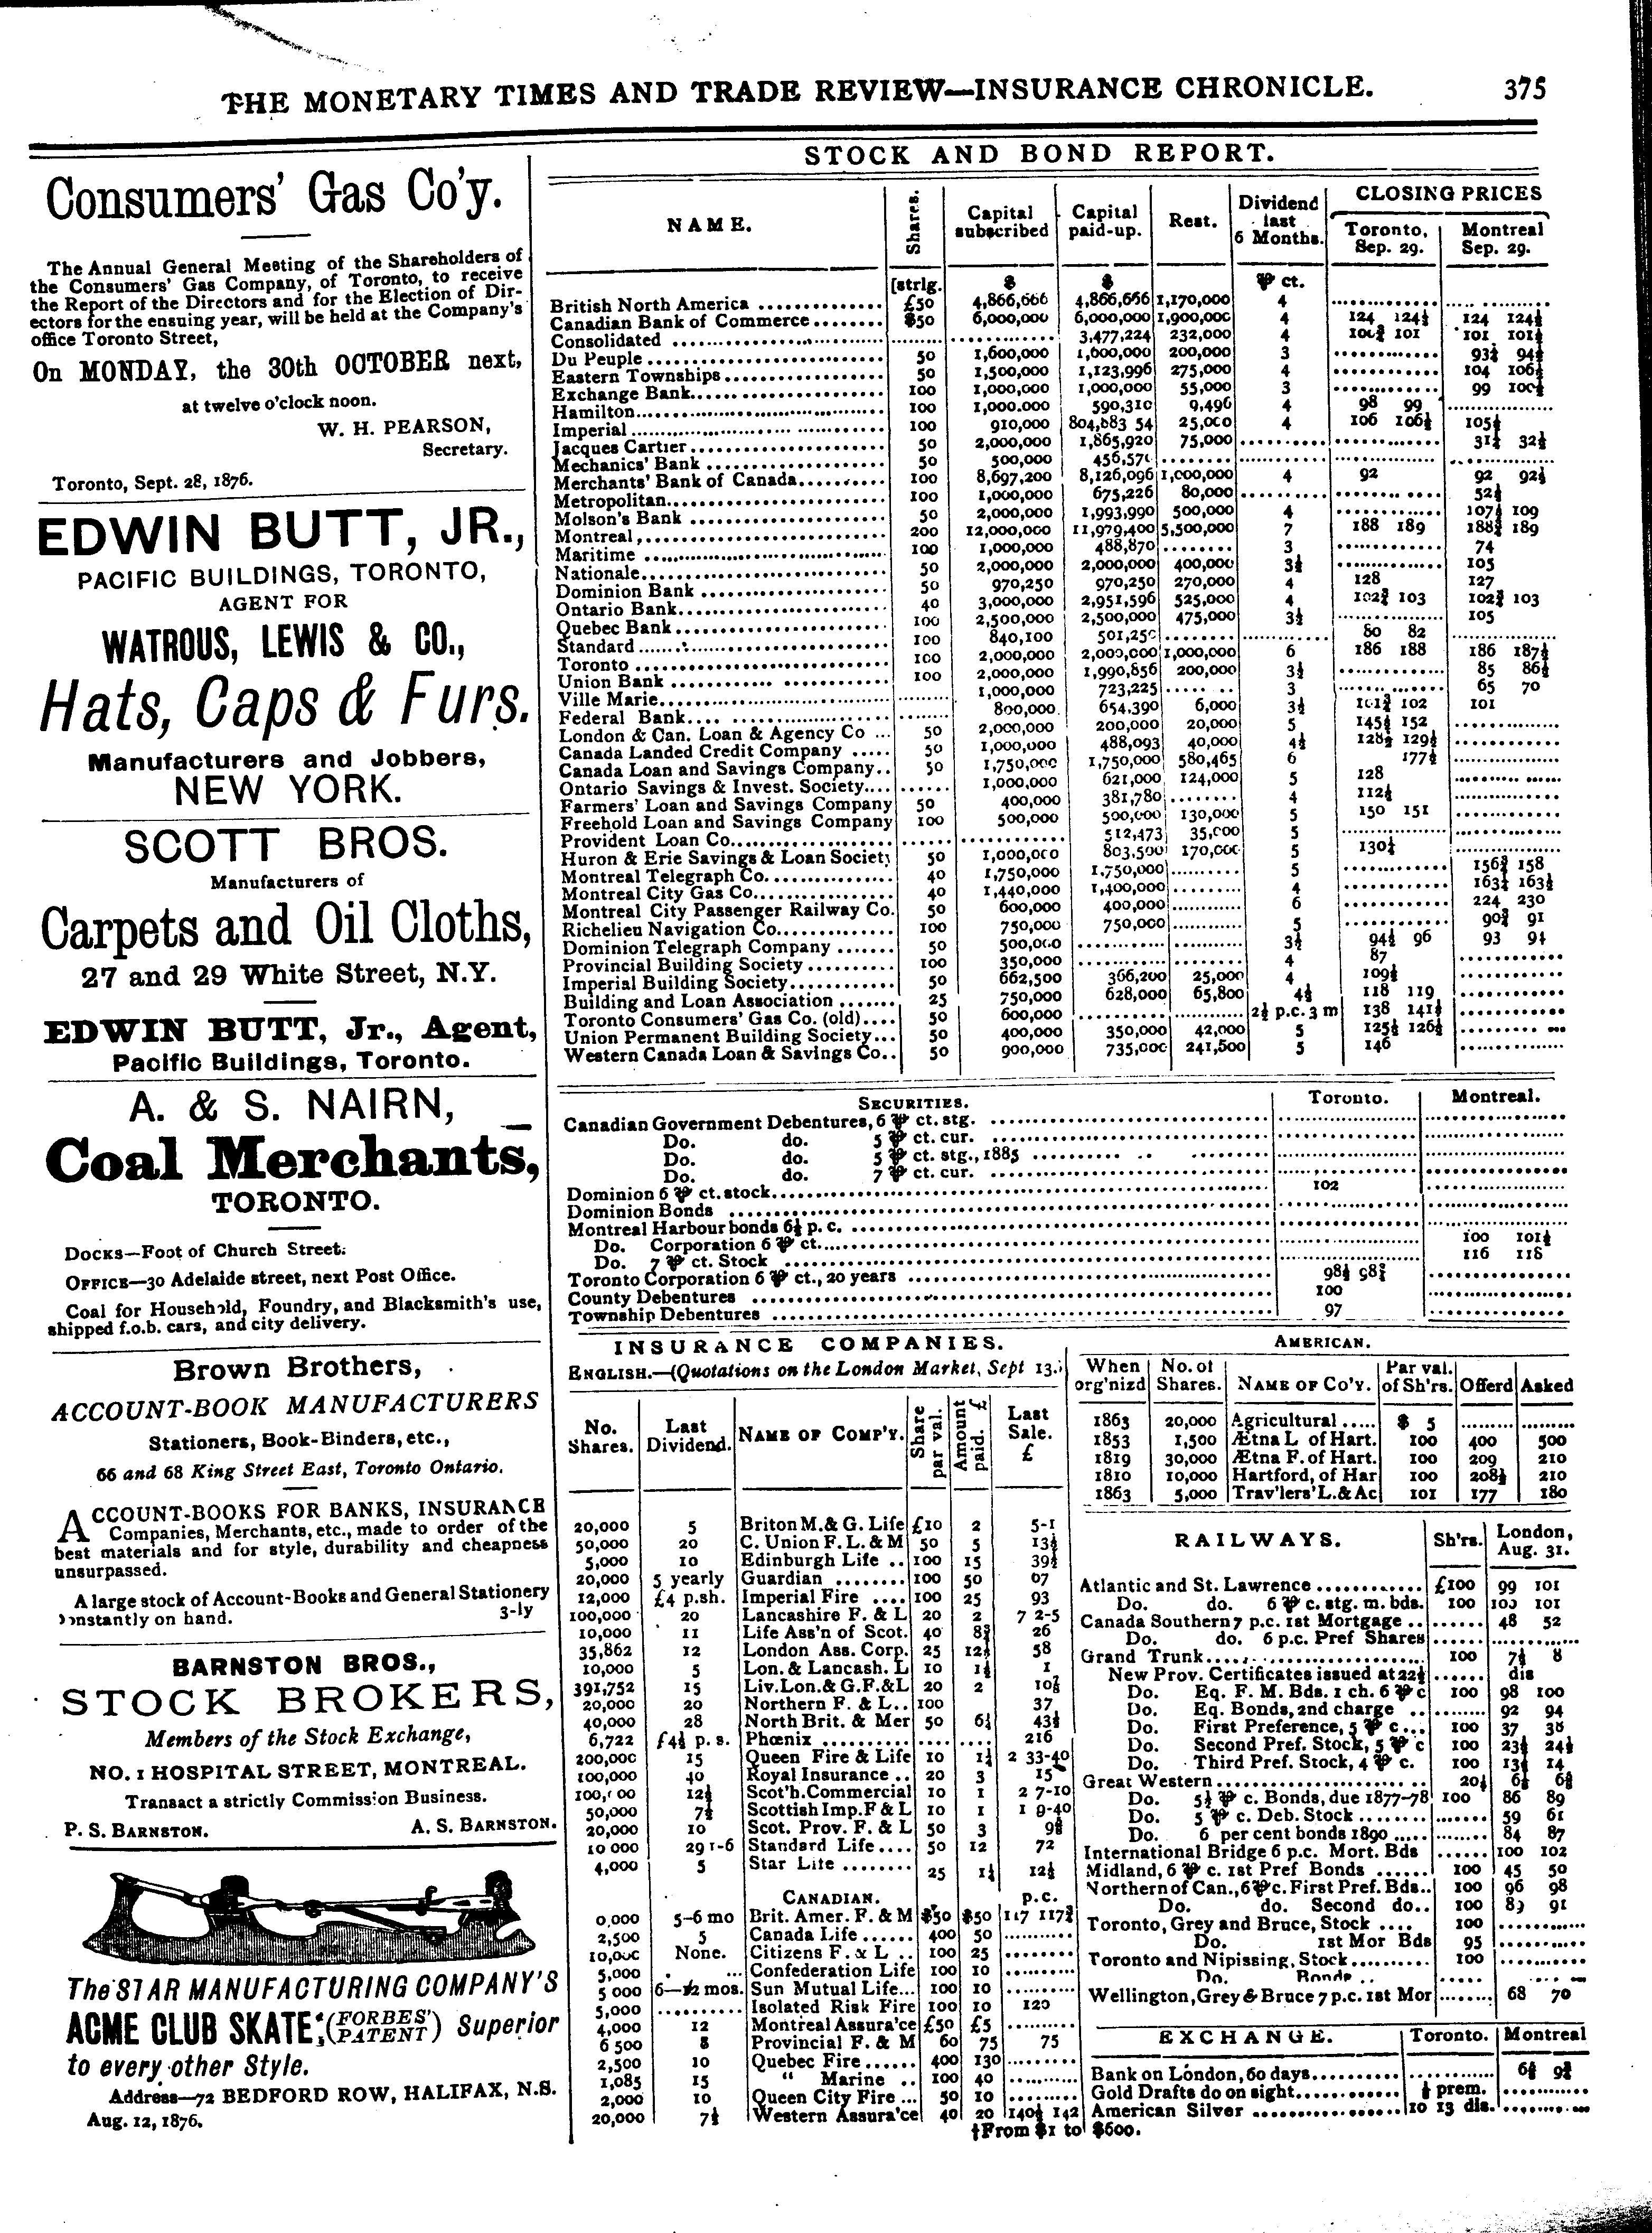 THE MONETARY TIMES AND TRADE REVIEW—INSURANCE CHRONICLE. 375
Consumers' Gas Co'y.
The Annual General Meeting of the Shareholders of
the Consumers' Gas Company, of Toronto, to receive
the Report of the Directors and for the Election of Dir-
ectors for the ensuing year, will be held at the Company's
office Toronto Street,
On MONDAY, the 30th OCTOBER next,
at twelve o'clock noon.
W. H. PEARSON,
Secretary.
Toronto, Sept. 28, 1876.
EDWIN BUTT, JR.,
PACIFIC BUILDINGS, TORONTO,
AGENT FOR
WATROUS, LEWIS & CO.,
Hats, Caps & Furs.
Manufacturers and Jobbers,
NEW YORK.
SCOTT BROS.
Manufacturers of
Carpets and Oil Cloths,
27 and 29 White Street, N.Y.
EDWIN BUTT, Jr., Agent,
Pacific Buildings, Toronto.
A. & S. NAIRN,
Coal Merchants,
TORONTO.
DOCKS—Foot of Church Street.
OFFICE—30 Adelaide street, next Post Office.
Coal for Household, Foundry, and Blacksmith's use,
shipped f.o.b. cars, and city delivery.
Brown Brothers,
ACCOUNT-BOOK MANUFACTURERS
Stationers, Book-Binders, etc.,
66 and 68 King Street East, Toronto Ontario.
ACCOUNT-BOOKS FOR BANKS, INSURANCE
Companies, Merchants, etc., made to order of the
best materials and for style, durability and cheapness
unsurpassed.
A large stock of Account-Books and General Stationery
constantly on hand. 3-ly
BARNSTON BROS.,
STOCK BROKERS,
Members of the Stock Exchange,
NO. 1 HOSPITAL STREET, MONTREAL.
Transact a strictly Commission Business.
P. S. BARNSTON. A. S. BARNSTON.
The STAR MANUFACTURING COMPANY'S
ACME CLUB SKATE; (FORBES' PATENT) Superior
to every other Style.
Address—72 BEDFORD ROW, HALIFAX, N.S.
Aug. 12, 1876.
STOCK AND BOND REPORT.
NAME. Shares. Capital subscribed Capital paid-up. Rest. Dividend last 6 Months. CLOSING PRICES Toronto, Sep. 29. Montreal Sep. 29.
[strlg. $ $ ℔ ct.
British North America £50 4,866,666 4,866,656 1,170,000 4
Canadian Bank of Commerce $50 6,000,000 6,000,000 1,900,000 4 124 124½ 124 124½
Consolidated 3,477,224 232,000 4 100¾ 101 101 101½
Du Peuple 50 1,600,000 1,600,000 200,000 3 93½ 94½
Eastern Townships 50 1,500,000 1,123,996 275,000 4 104 106½
Exchange Bank 100 1,000,000 1,000,000 55,000 3 99 100½
Hamilton 100 1,000.000 590,310 9,496 4 98 99
Imperial 100 910,000 804,883 54 25,000 4 106 106½ 105½
Jacques Cartier 50 2,000,000 1,865,920 75,000 31½ 32½
Mechanics' Bank 50 500,000 456,570
Merchants' Bank of Canada 100 8,697,200 8,126,096 1,000,000 4 92 92 92½
Metropolitan 100 1,000,000 675,226 80,000 52½
Molson's Bank 50 2,000,000 1,993,990 500,000 4 107½ 109
Montreal 200 12,000,000 11,979,400 5,500,000 7 188 189 188¾ 189
Maritime 100 1,000,000 488,870 3 74
Nationale 50 2,000,000 2,000,000 400,000 3½ 105
Dominion Bank 50 970,250 970,250 270,000 4 128 127
Ontario Bank 40 3,000,000 2,951,596 525,000 4 102¾ 103 102¾ 103
Quebec Bank 100 2,500,000 2,500,000 475,000 3½ 105
Standard 100 840,100 501,250 80 82
Toronto 100 2,000,000 2,000,000 1,000,000 6 186 188 186 187½
Union Bank 100 2,000,000 1,990,856 200,000 3½ 85 86½
Ville Marie 1,000,000 723,225 3 65 70
Federal Bank 800,000 654,390 6,000 3½ 101¾ 102 101
London & Can. Loan & Agency Co 50 2,000,000 200,000 20,000 5 145½ 152
Canada Landed Credit Company 50 1,000,000 488,093 40,000 4½ 128½ 129½
Canada Loan and Savings Company 50 1,750,000 1,750,000 580,465 6 177½
Ontario Savings & Invest. Society 1,000,000 621,000 124,000 5 128
Farmers' Loan and Savings Company 50 400,000 381,780 4 112½
Freehold Loan and Savings Company 100 500,000 500,000 130,000 5 150 151
Provident Loan Co. 512,473 35,000 5
Huron & Erie Savings & Loan Society 50 1,000,000 803,500 170,000 5 130½
Montreal Telegraph Co. 40 1,750,000 1,750,000 5 156¾ 158
Montreal City Gas Co. 40 1,440,000 1,400,000 4 163¼ 163½
Montreal City Passenger Railway Co. 50 600,000 400,000 6 224 230
Richelieu Navigation Co. 100 750,000 750,000 5 90¾ 91
Dominion Telegraph Company 50 500,000 3½ 94½ 96 93 94
Provincial Building Society 100 350,000 4 87
Imperial Building Society 50 662,500 366,200 25,000 4 109½
Building and Loan Association 25 750,000 628,000 65,800 4½ 118 119
Toronto Consumers' Gas Co. (old) 50 600,000 2½ p.c. 3 m 138 141½
Union Permanent Building Society 50 400,000 350,000 42,000 5 125½ 126½
Western Canada Loan & Savings Co. 50 900,000 735,000 241,500 5 146
SECURITIES. Toronto. Montreal.
Canadian Government Debentures, 6 ℔ ct. stg.
Do. do. 5 ℔ ct. cur.
Do. do. 5 ℔ ct. stg., 1885
Do. do. 7 ℔ ct. cur.
Dominion 6 ℔ ct. stock 102
Dominion Bonds
Montreal Harbour bonds 6½ p. c.
Do. Corporation 6 ℔ ct. 100 101½
Do. 7 ℔ ct. Stock 116 118
Toronto Corporation 6 ℔ ct., 20 years 98½ 98¾
County Debentures 100
Township Debentures 97
INSURANCE COMPANIES.
ENGLISH.—(Quotations on the London Market, Sept 13.)
No. Shares. Last Dividend. NAME OF COMP'Y. Share par val. Amount paid. £ Last Sale. £
20,000 5 Briton M. & G. Life £10 2 5-1
50,000 20 C. Union F. L. & M 50 5 13½
5,000 10 Edinburgh Life 100 15 39½
20,000 5 yearly Guardian 100 50 67
12,000 £4 p.sh. Imperial Fire 100 25 93
100,000 20 Lancashire F. & L 20 2 7 2-5
10,000 11 Life Ass'n of Scot. 40 8¾ 26
35,862 12 London Ass. Corp. 25 12½ 58
10,000 5 Lon. & Lancash. L 10 1½ 1
391,752 15 Liv.Lon.& G.F.&L 20 2 10⅞
20,000 20 Northern F. & L. 100 37
40,000 28 North Brit. & Mer 50 6¼ 43½
6,722 £4½ p. s. Phœnix 216
200,000 15 Queen Fire & Life 10 1½ 2 33-40
100,000 40 Royal Insurance 20 3 15
100,000 12½ Scot'h. Commercial 10 1 2 7-10
50,000 7½ Scottish Imp. F & L 10 1 1 9-40
20,000 10 Scot. Prov. F. & L 50 3 9⅝
10 000 29 1-6 Standard Life 50 12 72
4,000 5 Star Life 25 1½ 12½
CANADIAN. p.c.
0,000 5-6 mo Brit. Amer. F. & M $50 $50 117 117¾
2,500 5 Canada Life 400 50
10,000 None. Citizens F. & L 100 25
5,000 Confederation Life 100 10
5 000 6—12 mos. Sun Mutual Life 100 10
5,000 Isolated Risk Fire 100 10 120
4,000 12 Montreal Assura'ce £50 £5
6 500 8 Provincial F. & M 60 75 75
2,500 10 Quebec Fire 400 130
1,085 15 " Marine 100 40
2,000 10 Queen City Fire 50 10
20,000 7½ Western Assura'ce 40 20 140½ 142
†From $1 to $600.
AMERICAN.
When org'nizd No. of Shares. NAME OF CO'Y. Par val. of Sh'rs. Offerd Asked
1863 20,000 Agricultural $ 5
1853 1,500 Ætna L of Hart. 100 400 500
1819 30,000 Ætna F. of Hart. 100 209 210
1810 10,000 Hartford, of Har 100 208½ 210
1863 5,000 Trav'lers' L. & Ac 101 177 180
RAILWAYS. Sh'rs. London, Aug. 31.
Atlantic and St. Lawrence £100 99 101
Do. do. 6 ℔ c. stg. m. bds. 100 100 101
Canada Southern 7 p.c. 1st Mortgage 48 52
Do. do. 6 p.c. Pref Shares
Grand Trunk 100 7½ 8
New Prov. Certificates issued at 22½ dis
Do. Eq. F. M. Bds. 1 ch. 6 ℔ c 100 98 100
Do. Eq. Bonds, 2nd charge 92 94
Do. First Preference, 5 ℔ c. 100 37 38
Do. Second Pref. Stock, 5 ℔ c 100 23½ 24½
Do. Third Pref. Stock, 4 ℔ c. 100 13½ 14
Great Western 20½ 6½ 6⅝
Do. 5½ ℔ c. Bonds, due 1877-78 100 86 89
Do. 5 ℔ c. Deb. Stock 59 61
Do. 6 per cent bonds 1890 84 87
International Bridge 6 p.c. Mort. Bds 100 102
Midland, 6 ℔ c. 1st Pref Bonds 100 45 50
Northern of Can., 6 ℔ c. First Pref. Bds. 100 96 98
Do. do. Second do. 100 89 91
Toronto, Grey and Bruce, Stock 100
Do. 1st Mor Bds 95
Toronto and Nipissing, Stock 100
Do. Bonds
Wellington, Grey & Bruce 7 p.c. 1st Mor 68 70
EXCHANGE. Toronto. Montreal
Bank on London, 60 days 6⅝ 9⅜
Gold Drafts do on sight ⅛ prem.
American Silver 10 13 dis.